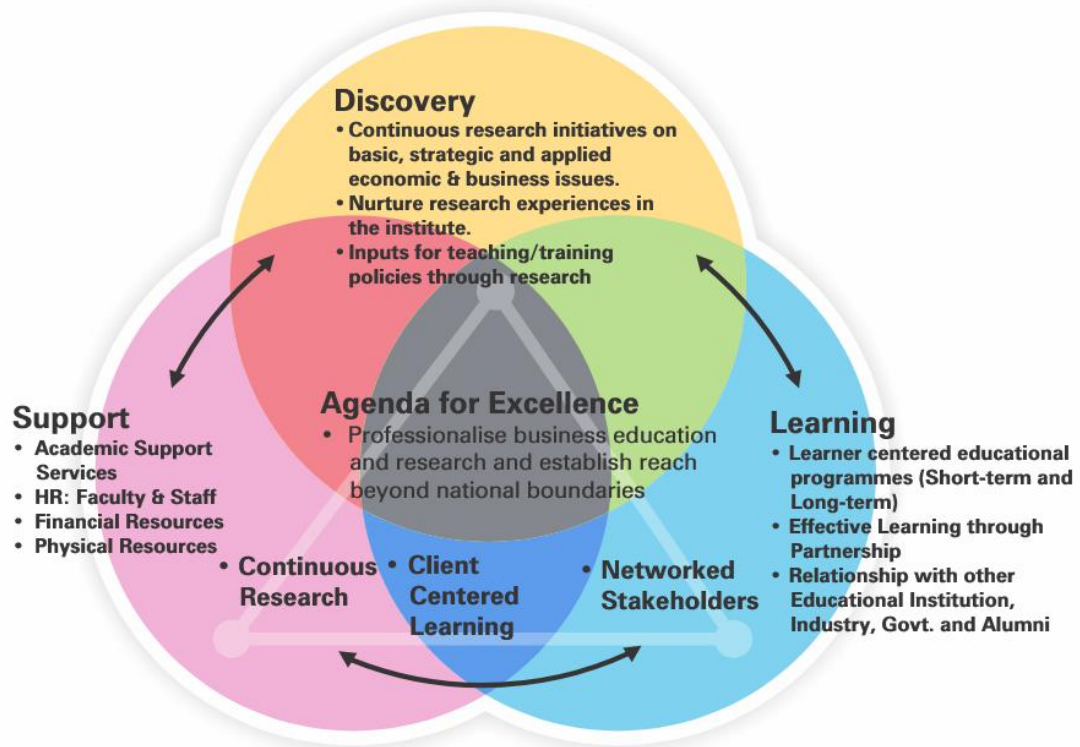 Discovery
• Continuous research initiatives on
basic, strategic and applied
economic & business issues.
• Nurture research experiences in
the institute.
• Inputs for teaching/training
policies through research
Support
• Academic Support
Services
• HR: Faculty & Staff
• Financial Resources
• Physical Resources
Agenda for Excellence
• Professionalise business education
and research and establish reach
beyond national boundaries
Learning
• Learner centered educational
programmes (Short-term and
Long-term)
• Effective Learning through
Partnership
• Relationship with other
Educational Institution,
Industry, Govt. and Alumni
• Continuous
Research
• Client
Centered
Learning
• Networked
Stakeholders